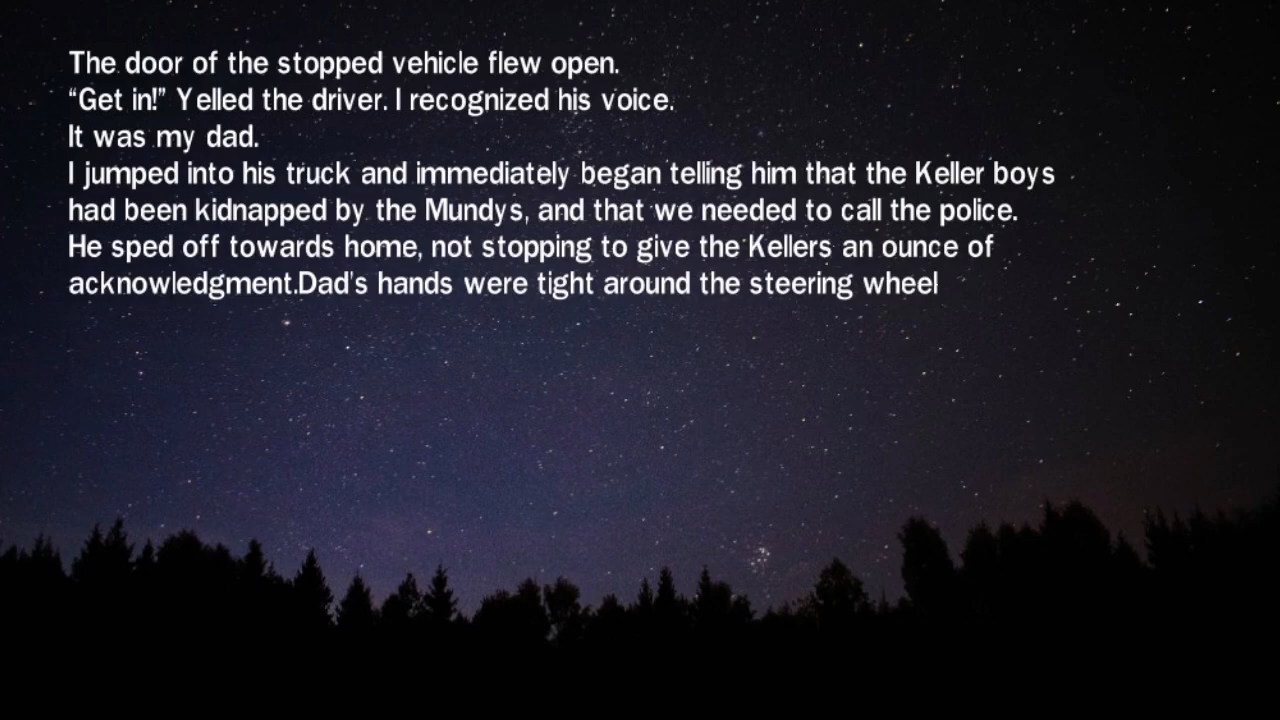 The door of the stopped vehicle flew open.
“Get in!” Yelled the driver. I recognized his voice.
It was my dad.
I jumped into his truck and immediately began telling him that the Keller boys
had been kidnapped by the Mundys, and that we needed to call the police.
He sped off towards home, not stopping to give the Kellers an ounce of
acknowledgment.Dad's hands were tight around the steering wheel